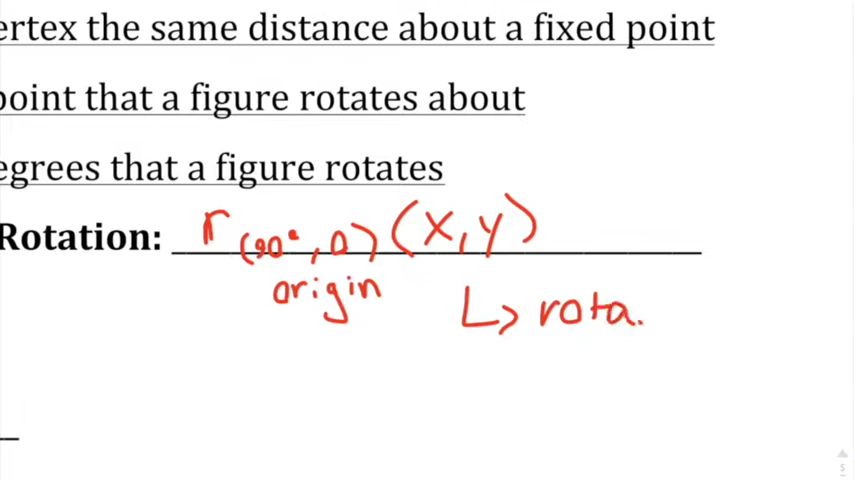 ertex the same distance about a fixed point
point that a figure rotates about
egrees that a figure rotates
Rotation: r (90°, O) (x, y)
origin
↳ rota.
5